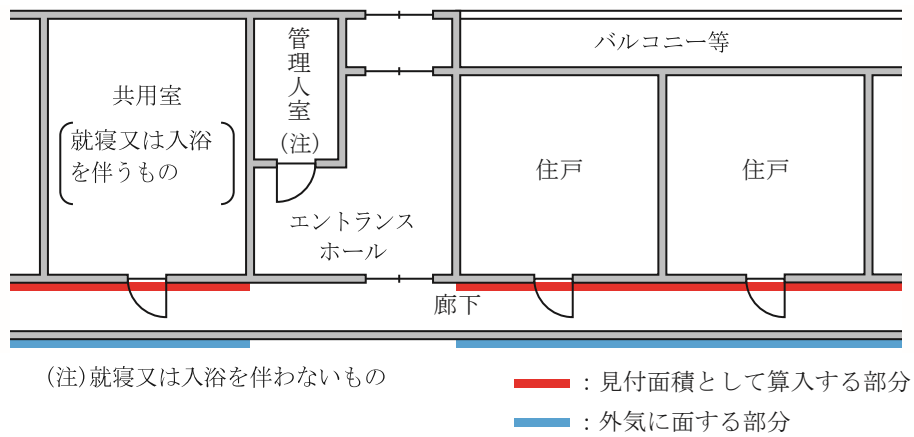 バルコニー等
管理人室
（注）
共用室
就寝又は入浴
を伴うもの
住戸
住戸
エントランス
ホール
廊下
（注）就寝又は入浴を伴わないもの
：見付面積として算入する部分
：外気に面する部分